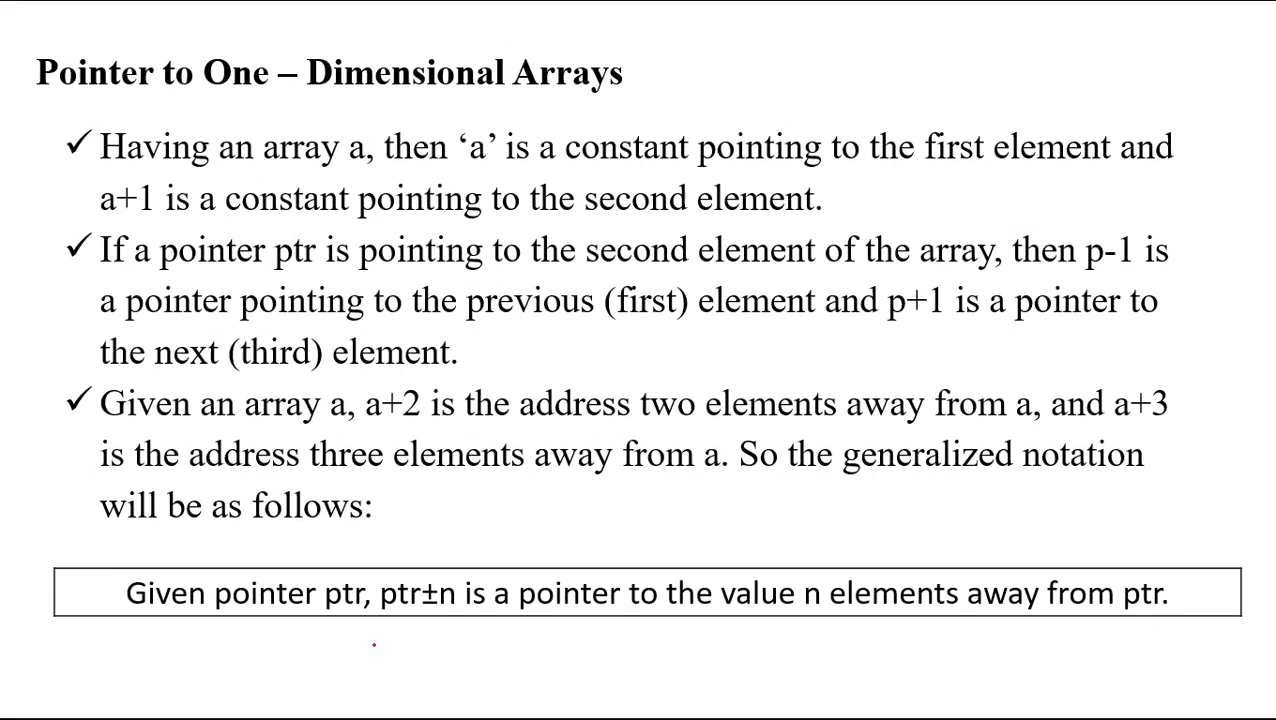 Pointer to One – Dimensional Arrays
✓ Having an array a, then ‘a’ is a constant pointing to the first element and
a+1 is a constant pointing to the second element.
✓ If a pointer ptr is pointing to the second element of the array, then p-1 is
a pointer pointing to the previous (first) element and p+1 is a pointer to
the next (third) element.
✓ Given an array a, a+2 is the address two elements away from a, and a+3
is the address three elements away from a. So the generalized notation
will be as follows:
Given pointer ptr, ptr±n is a pointer to the value n elements away from ptr.